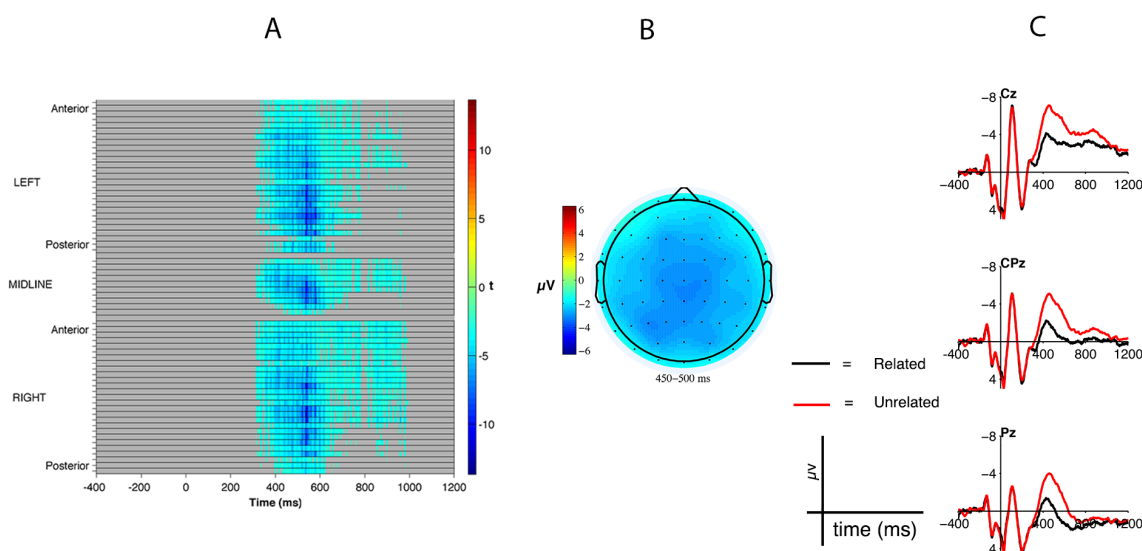 A
B
C
Anterior
LEFT
Posterior
MIDLINE
Anterior
RIGHT
Posterior
-400 -200 0 200 400 600 800 1000 1200
Time (ms)
10
5
0 t
-5
-10
μV
6
4
2
0
−2
−4
−6
450−500 ms
= Related
= Unrelated
μv
time (ms)
Cz
−8
−4
−400 400 800 1200
4
CPz
−8
−4
−400 400 800 1200
4
Pz
−8
−4
−400 400 800 1200
4